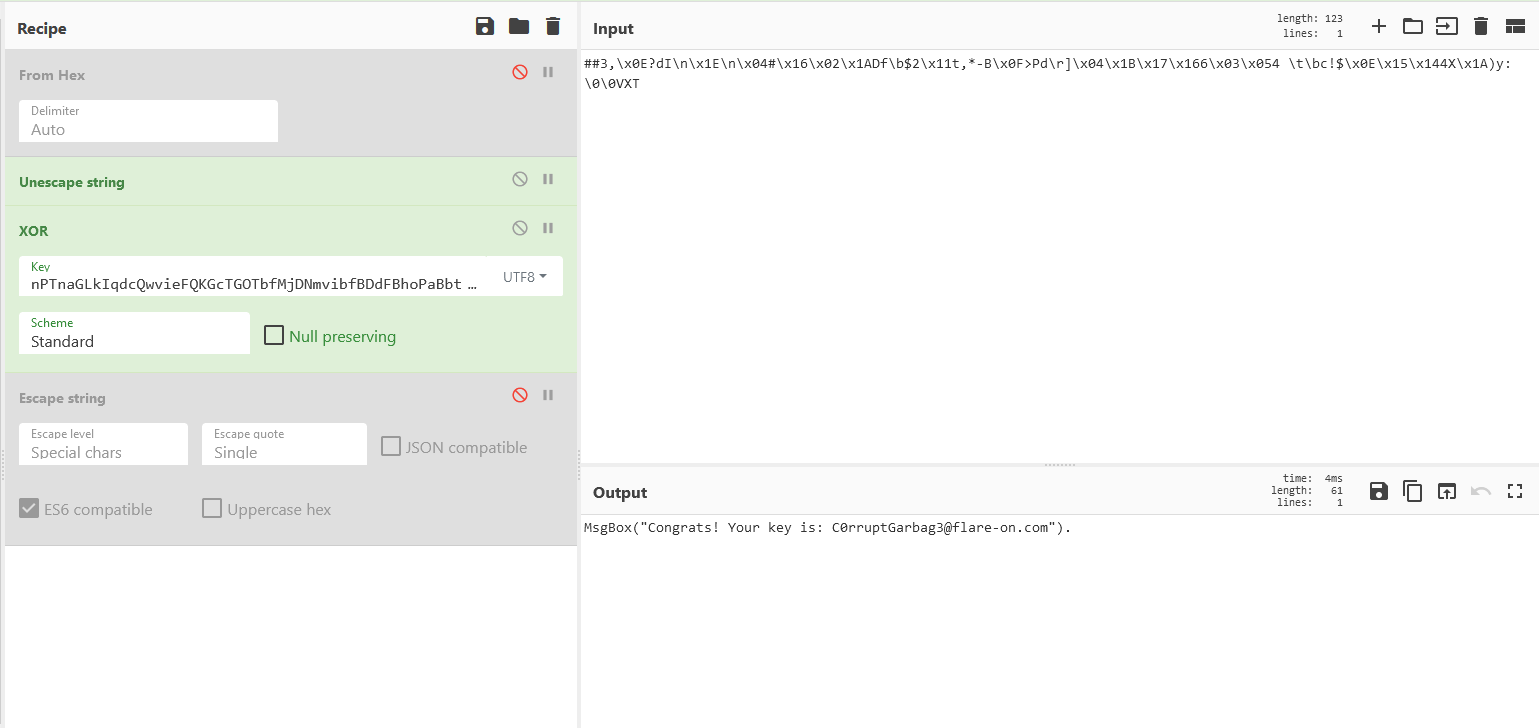 Recipe
From Hex
Delimiter
Auto
Unescape string
XOR
Key
nPTnaGLkIqdcQwvieFQKGcTGOTbfMjDNmvibfBDdFBhoPaBbt …
UTF8
Scheme
Standard
Null preserving
Escape string
Escape level
Special chars
Escape quote
Single
JSON compatible
ES6 compatible
Uppercase hex
Input
length: 123
lines: 1
##3,\x0E?dI\n\x1E\n\x04#\x16\x02\x1ADf\b$2\x11t,*-B\x0F>Pd\r]\x04\x1B\x17\x166\x03\x054 \t\bc!$\x0E\x15\x144X\x1A)y:
\0\0VXT
Output
time: 4ms
length: 61
lines: 1
MsgBox("Congrats! Your key is: C0rruptGarbag3@flare-on.com").